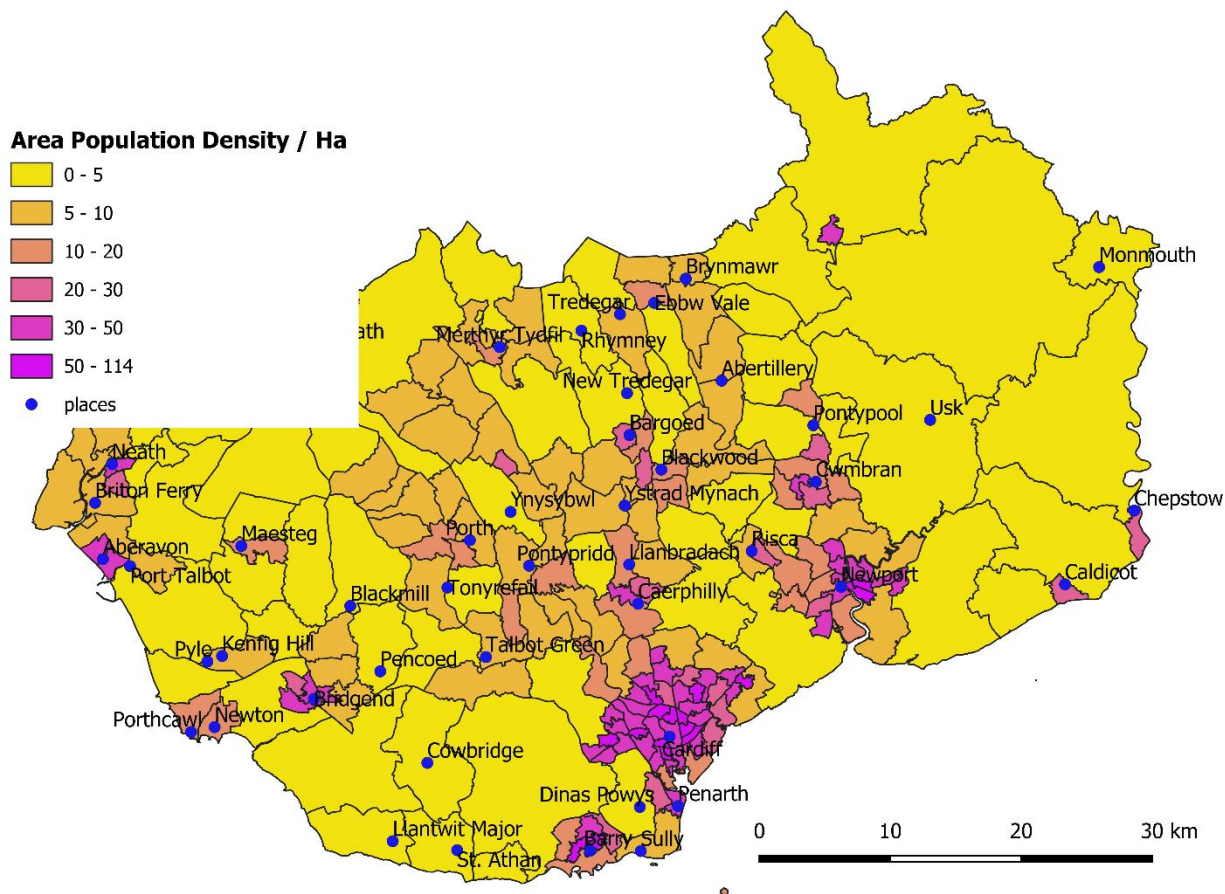 Area Population Density / Ha
0 - 5
5 - 10
10 - 20
20 - 30
30 - 50
50 - 114
places
Brynmawr
Monmouth
Tredegar
Ebbw Vale
ath
Merthyr Tydfil
Rhymney
New Tredegar
Abertillery
Bargoed
Pontypool
Usk
Neath
Blackwood
Cwmbran
Briton Ferry
Ynysybwl
Ystrad Mynach
Chepstow
Maesteg
Porth
Risca
Aberavon
Port Talbot
Pontypridd
Llanbradach
Newport
Caldicot
Blackmill
Tonyrefail
Caerphilly
Pyle
Kenfig Hill
Pencoed
Talbot Green
Bridgend
Porthcawl
Newton
Cowbridge
Cardiff
Dinas Powys
Penarth
Llantwit Major
St. Athan
Barry
Sully
0
10
20
30 km